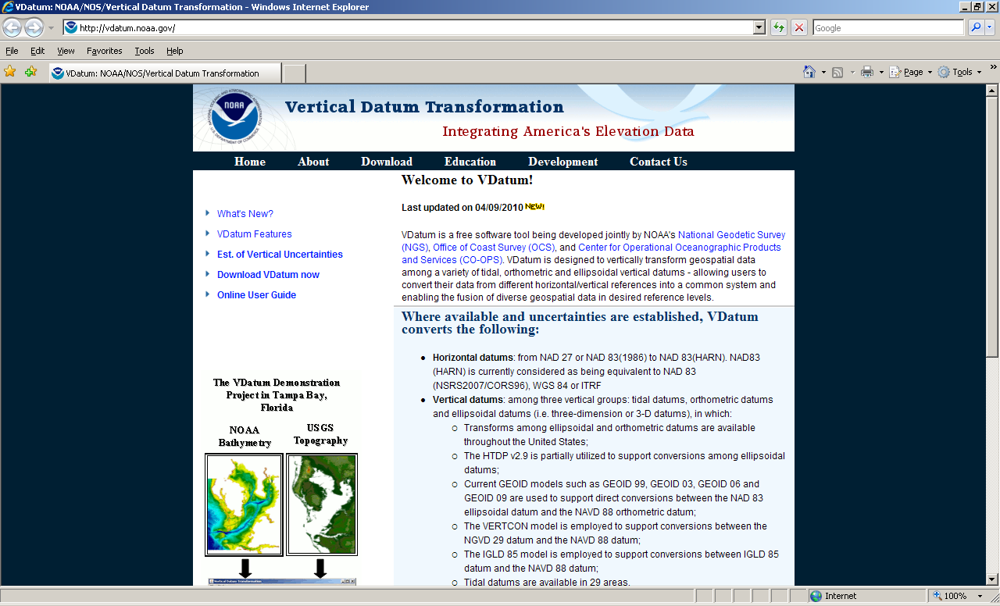 VDatum: NOAA/NOS/Vertical Datum Transformation - Windows Internet Explorer
http://vdatum.noaa.gov/
Google
File Edit View Favorites Tools Help
VDatum: NOAA/NOS/Vertical Datum Transformation
Page Tools
NOAA
NATIONAL OCEANIC AND ATMOSPHERIC ADMINISTRATION
U.S. DEPARTMENT OF COMMERCE
Vertical Datum Transformation
Integrating America's Elevation Data
Home About Download Education Development Contact Us
What's New?
VDatum Features
Est. of Vertical Uncertainties
Download VDatum now
Online User Guide
The VDatum Demonstration
Project in Tampa Bay,
Florida
NOAA
Bathymetry
USGS
Topography
Vertical Datum Transformation
Welcome to VDatum!
Last updated on 04/09/2010 NEW!
VDatum is a free software tool being developed jointly by NOAA's National Geodetic Survey
(NGS), Office of Coast Survey (OCS), and Center for Operational Oceanographic Products
and Services (CO-OPS). VDatum is designed to vertically transform geospatial data
among a variety of tidal, orthometric and ellipsoidal vertical datums - allowing users to
convert their data from different horizontal/vertical references into a common system and
enabling the fusion of diverse geospatial data in desired reference levels.
Where available and uncertainties are established, VDatum
converts the following:
Horizontal datums: from NAD 27 or NAD 83(1986) to NAD 83(HARN). NAD83
(HARN) is currently considered as being equivalent to NAD 83
(NSRS2007/CORS96), WGS 84 or ITRF
Vertical datums: among three vertical groups: tidal datums, orthometric datums
and ellipsoidal datums (i.e. three-dimension or 3-D datums), in which:
Transforms among ellipsoidal and orthometric datums are available
throughout the United States;
The HTDP v2.9 is partially utilized to support conversions among ellipsoidal
datums;
Current GEOID models such as GEOID 99, GEOID 03, GEOID 06 and
GEOID 09 are used to support direct conversions between the NAD 83
ellipsoidal datum and the NAVD 88 orthometric datum;
The VERTCON model is employed to support conversions between the
NGVD 29 datum and the NAVD 88 datum;
The IGLD 85 model is employed to support conversions between IGLD 85
datum and the NAVD 88 datum;
Tidal datums are available in 29 areas.
Internet 100%